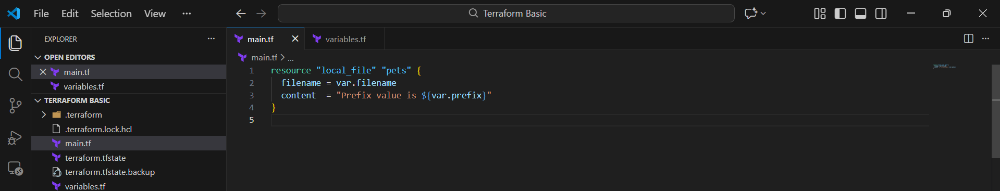 File Edit Selection View ···
Terraform Basic
EXPLORER ···
OPEN EDITORS
main.tf
variables.tf
TERRAFORM BASIC
.terraform
.terraform.lock.hcl
main.tf
terraform.tfstate
terraform.tfstate.backup
variables.tf
main.tf variables.tf
main.tf > ...
1 resource "local_file" "pets" {
2 filename = var.filename
3 content = "Prefix value is ${var.prefix}"
4 }
5